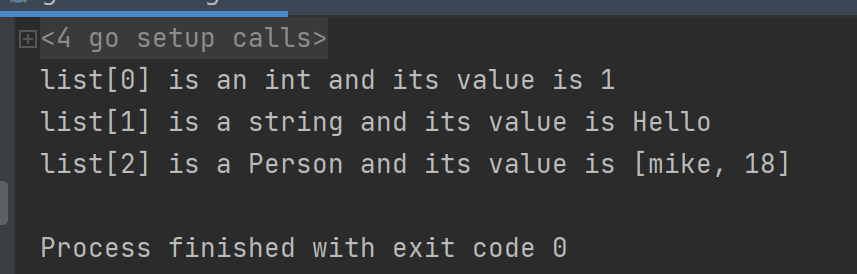 <4 go setup calls>
list[0] is an int and its value is 1
list[1] is a string and its value is Hello
list[2] is a Person and its value is [mike, 18]
Process finished with exit code 0